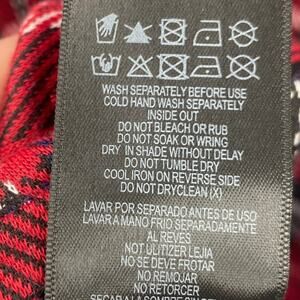 WASH SEPARATELY BEFORE USE
COLD HAND WASH SEPARATELY
INSIDE OUT
DO NOT BLEACH OR RUB
DO NOT SOAK OR WRING
DRY IN SHADE WITHOUT DELAY
DO NOT TUMBLE DRY
COOL IRON ON REVERSE SIDE
DO NOT DRYCLEAN (X)
LAVAR POR SEPARADO ANTES DE USO
LAVAR A MANO FRIO SEPARADAMENTE
AL REVES
NOT ULITIZER LEJIA
NO SE DEVE FROTAR
NO REMOJAR
NO RETORCER